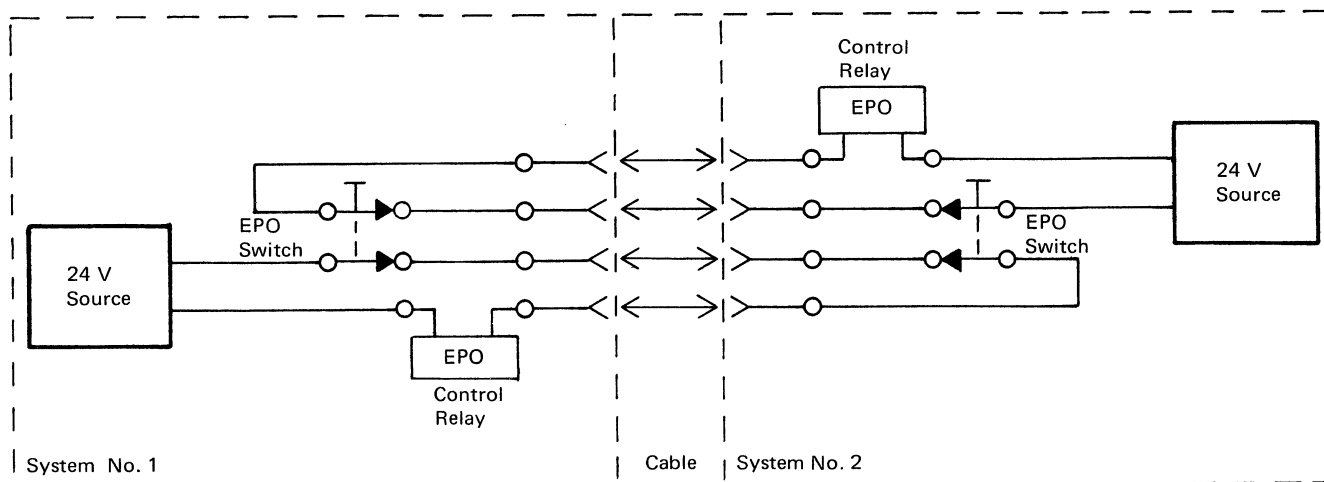 Control
Relay
EPO
24 V
Source
EPO
Switch
EPO
Switch
24 V
Source
EPO
Control
Relay
System No. 1
Cable
System No. 2